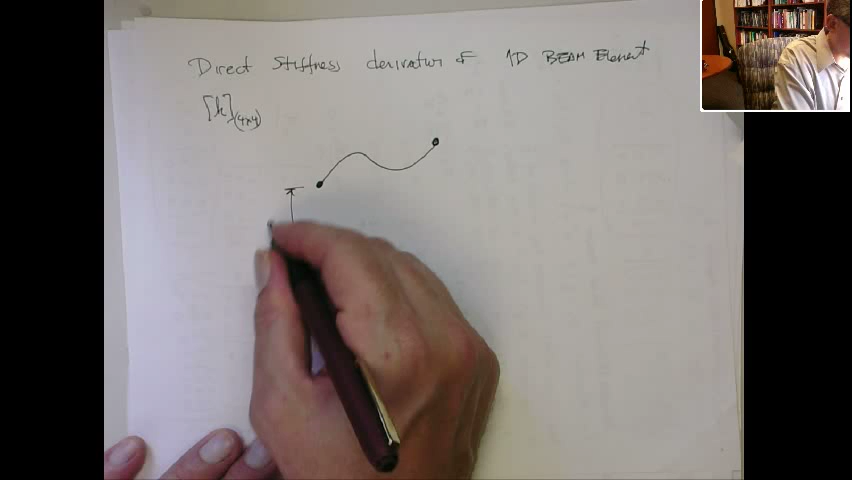 Direct Stiffness derivation of 1D BEAM Element
[k](4x4)